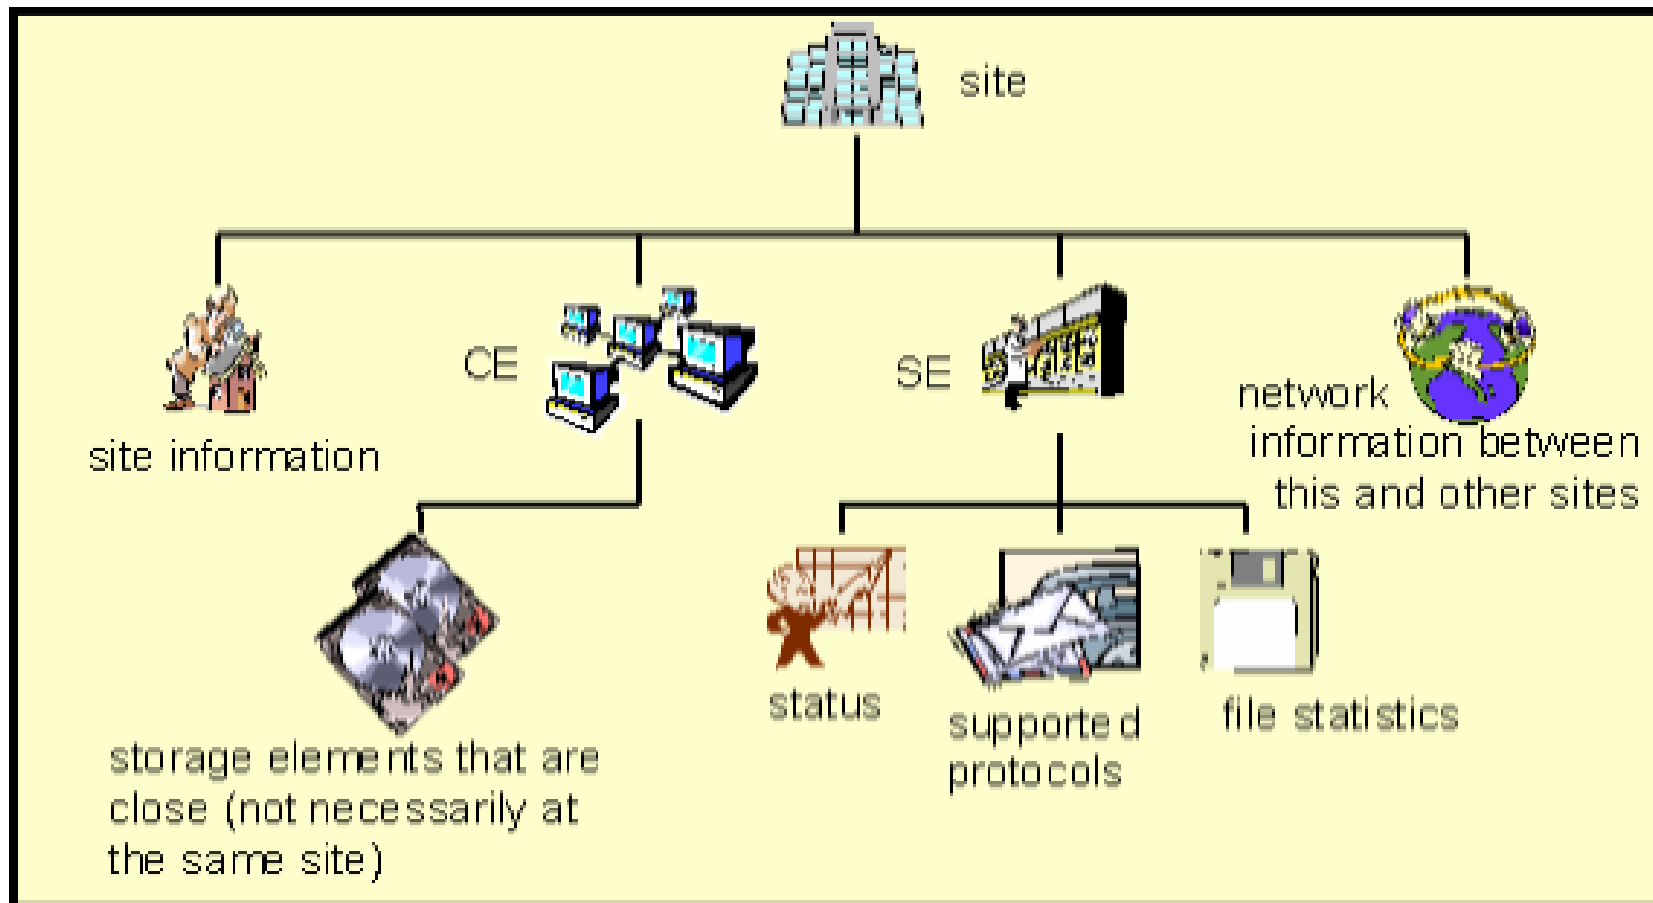 site
site information
CE
SE
network
information between
this and other sites
storage elements that are
close (not necessarily at
the same site)
status
supported
protocols
file statistics